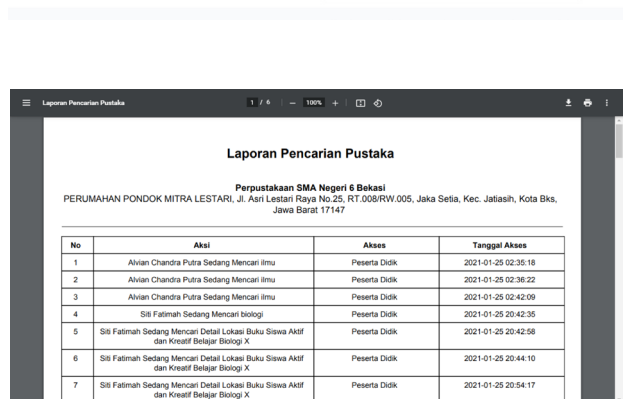 Laporan Pencarian Pustaka
1 / 6
100%
Laporan Pencarian Pustaka
Perpustakaan SMA Negeri 6 Bekasi
PERUMAHAN PONDOK MITRA LESTARI, Jl. Asri Lestari Raya No.25, RT.008/RW.005, Jaka Setia, Kec. Jatiasih, Kota Bks,
Jawa Barat 17147
No Aksi Akses Tanggal Akses
1 Alvian Chandra Putra Sedang Mencari ilmu Peserta Didik 2021-01-25 02:35:18
2 Alvian Chandra Putra Sedang Mencari ilmu Peserta Didik 2021-01-25 02:36:22
3 Alvian Chandra Putra Sedang Mencari ilmu Peserta Didik 2021-01-25 02:42:09
4 Siti Fatimah Sedang Mencari biologi Peserta Didik 2021-01-25 20:42:35
5 Siti Fatimah Sedang Mencari Detail Lokasi Buku Siswa Aktif Peserta Didik 2021-01-25 20:42:58
dan Kreatif Belajar Biologi X
6 Siti Fatimah Sedang Mencari Detail Lokasi Buku Siswa Aktif Peserta Didik 2021-01-25 20:44:10
dan Kreatif Belajar Biologi X
7 Siti Fatimah Sedang Mencari Detail Lokasi Buku Siswa Aktif Peserta Didik 2021-01-25 20:54:17
dan Kreatif Belajar Biologi X